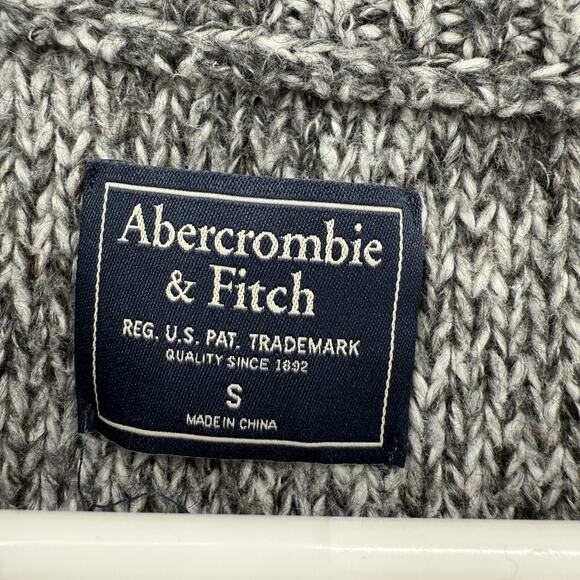 Abercrombie
& Fitch
REG. U.S. PAT. TRADEMARK
QUALITY SINCE 1892
S
MADE IN CHINA